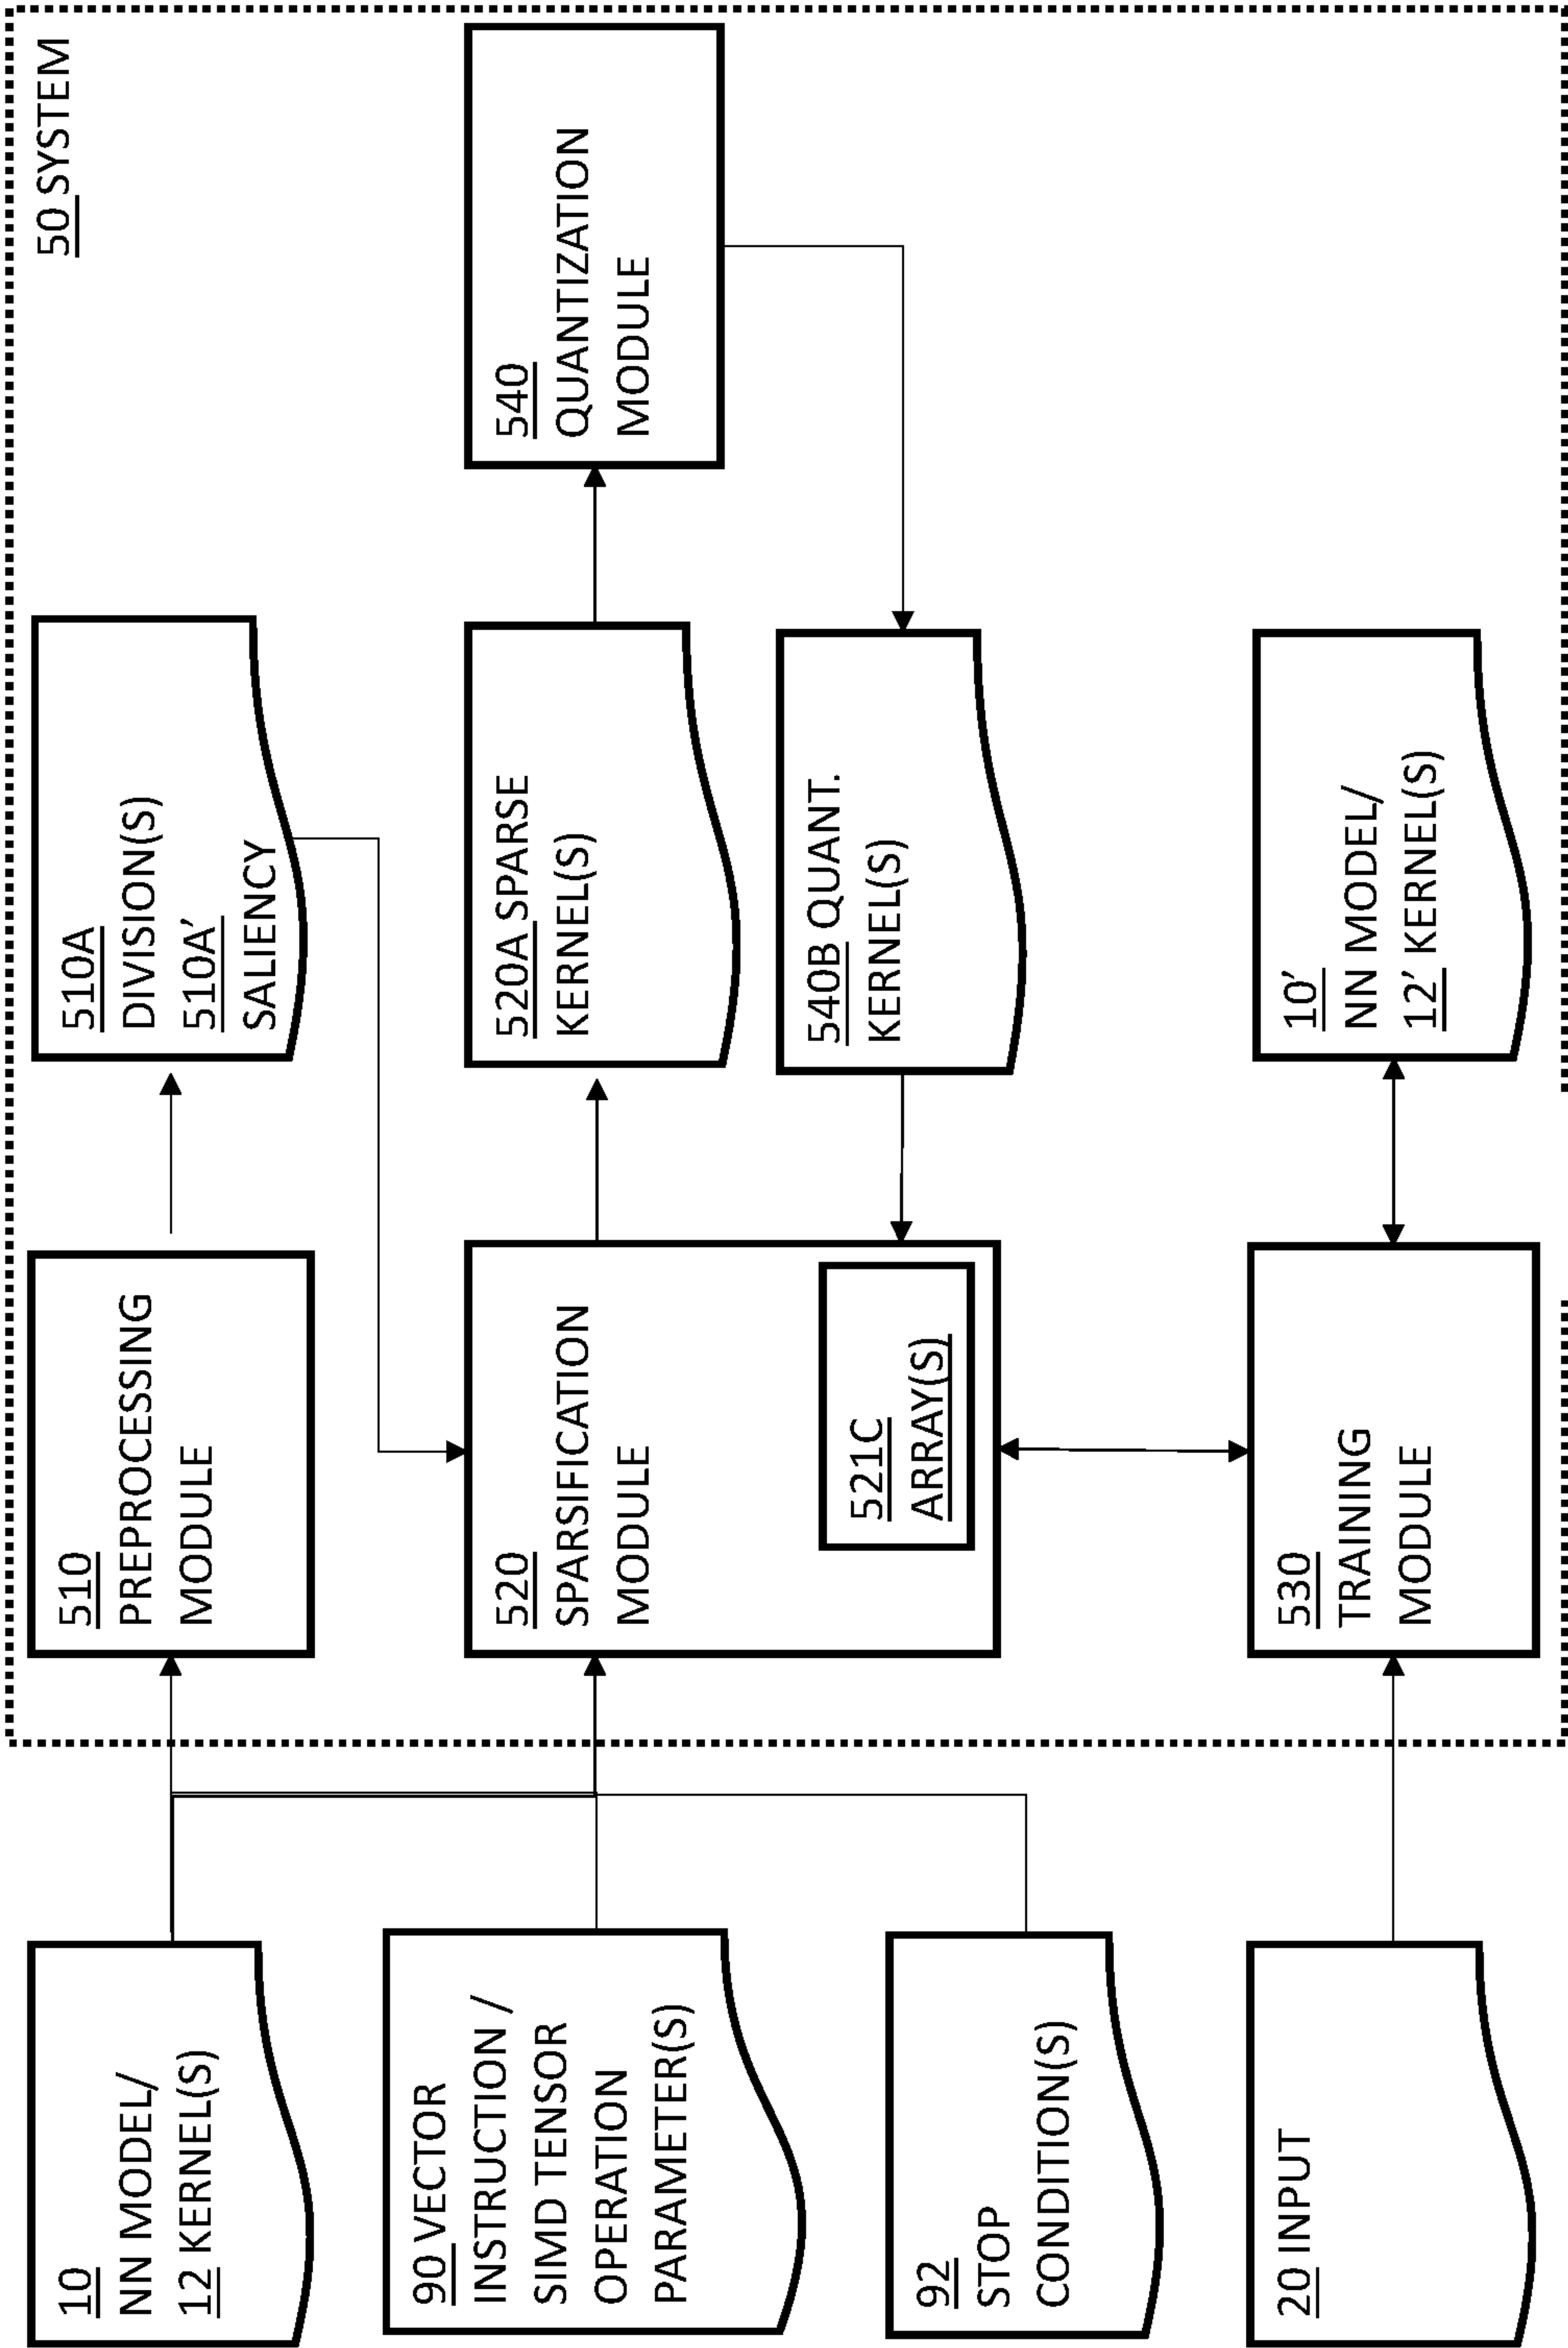 50 SYSTEM
10
NN MODEL/
12 KERNEL(S)
90 VECTOR
INSTRUCTION /
SIMD TENSOR
OPERATION
PARAMETER(S)
92
STOP
CONDITION(S)
20 INPUT
510
PREPROCESSING
MODULE
520
SPARSIFICATION
MODULE
521C
ARRAY(S)
530
TRAINING
MODULE
510A
DIVISION(S)
510A'
SALIENCY
520A SPARSE
KERNEL(S)
540B QUANT.
KERNEL(S)
10'
NN MODEL/
12' KERNEL(S)
540
QUANTIZATION
MODULE